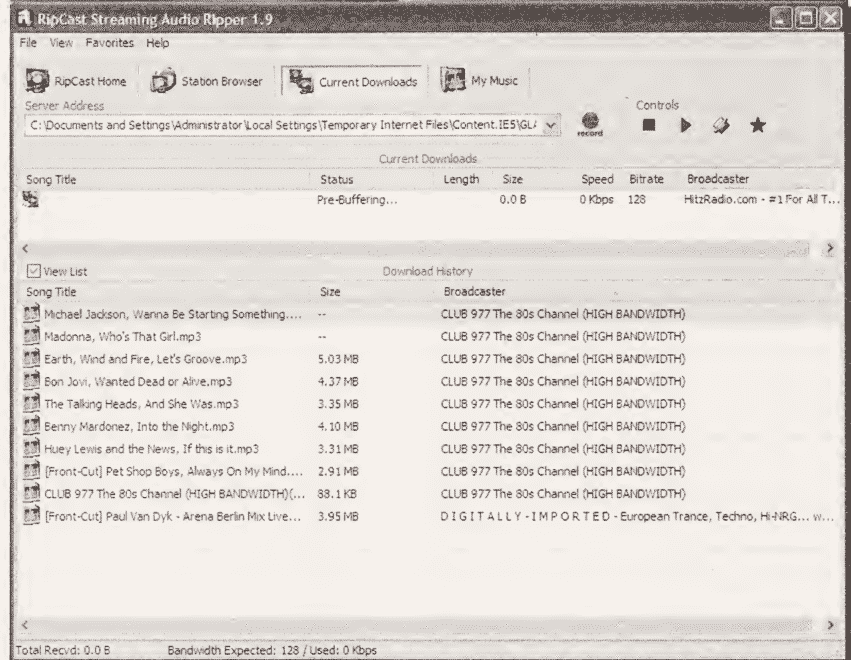 RipCast Streaming Audio Ripper 1.9
File View Favorites Help
RipCast Home Station Browser Current Downloads My Music
Server Address Controls
C:\Documents and Settings\Administrator\Local Settings\Temporary Internet Files\Content.IE5\GL record
Current Downloads
Song Title Status Length Size Speed Bitrate Broadcaster
Pre-Buffering... 0.0 B 0 Kbps 128 HitzRadio.com - #1 For All T...
View List Download History
Song Title Size Broadcaster
Michael Jackson, Wanna Be Starting Something.... -- CLUB 977 The 80s Channel (HIGH BANDWIDTH)
Madonna, Who's That Girl.mp3 -- CLUB 977 The 80s Channel (HIGH BANDWIDTH)
Earth, Wind and Fire, Let's Groove.mp3 5.03 MB CLUB 977 The 80s Channel (HIGH BANDWIDTH)
Bon Jovi, Wanted Dead or Alive.mp3 4.37 MB CLUB 977 The 80s Channel (HIGH BANDWIDTH)
The Talking Heads, And She Was.mp3 3.35 MB CLUB 977 The 80s Channel (HIGH BANDWIDTH)
Benny Mardonez, Into the Night.mp3 4.10 MB CLUB 977 The 80s Channel (HIGH BANDWIDTH)
Huey Lewis and the News, If this is it.mp3 3.31 MB CLUB 977 The 80s Channel (HIGH BANDWIDTH)
[Front-Cut] Pet Shop Boys, Always On My Mind.... 2.91 MB CLUB 977 The 80s Channel (HIGH BANDWIDTH)
CLUB 977 The 80s Channel (HIGH BANDWIDTH)(... 88.1 KB CLUB 977 The 80s Channel (HIGH BANDWIDTH)
[Front-Cut] Paul Van Dyk - Arena Berlin Mix Live... 3.95 MB D I G I T A L L Y - I M P O R T E D - European Trance, Techno, Hi-NRG... w...
Total Recvd: 0.0 B Bandwidth Expected: 128 / Used: 0 Kbps